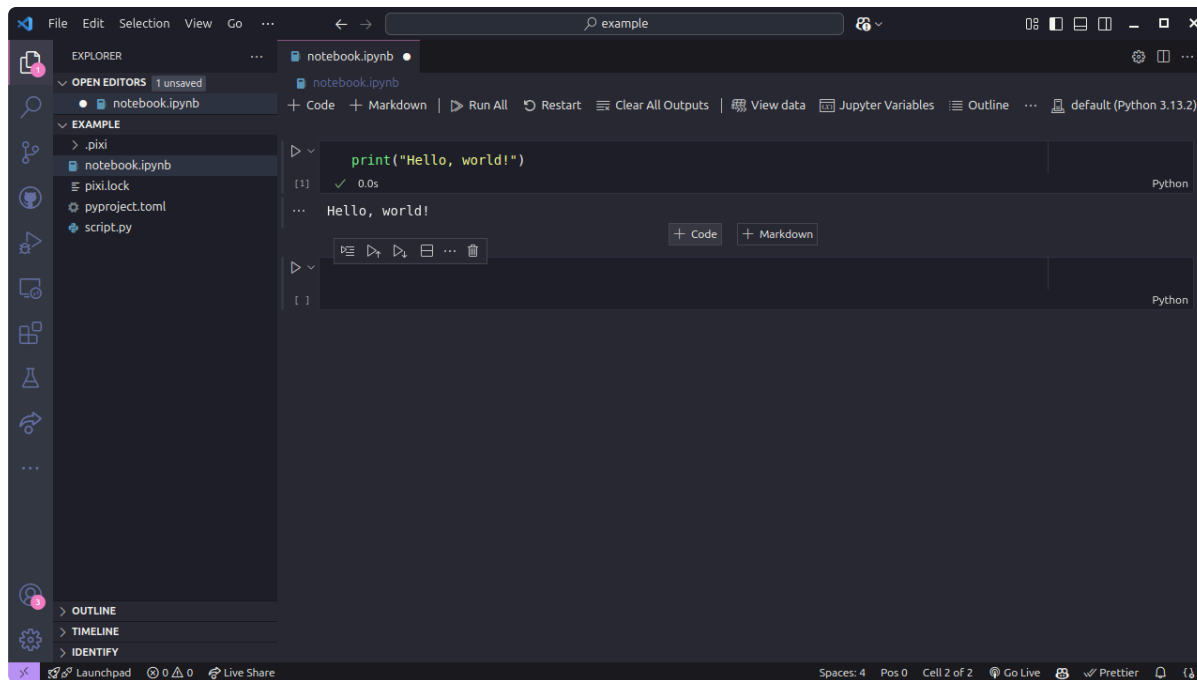 File Edit Selection View Go ··· example
EXPLORER ···
OPEN EDITORS 1 unsaved
notebook.ipynb
EXAMPLE
.pixi
notebook.ipynb
pixi.lock
pyproject.toml
script.py
OUTLINE
TIMELINE
IDENTIFY
1
3
notebook.ipynb
notebook.ipynb
+ Code + Markdown | Run All Restart Clear All Outputs | View data Jupyter Variables Outline ··· default (Python 3.13.2)
print("Hello, world!")
[1] 0.0s Python
··· Hello, world!
+ Code + Markdown
[ ] Python
Launchpad 0 0 Live Share Spaces: 4 Pos 0 Cell 2 of 2 Go Live Prettier